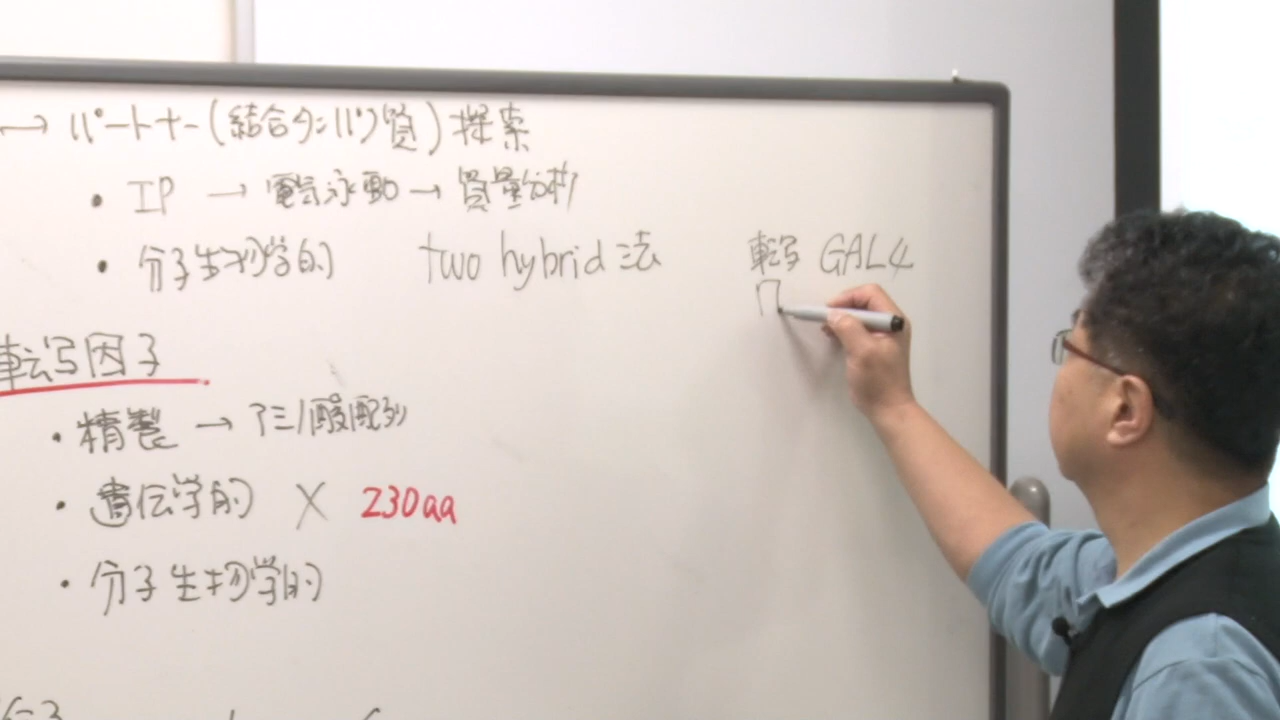 → パートナー(結合タンパク質)探索
・ IP → 電気泳動 → 質量分析
・ 分子生物学的 two hybrid 法 転写 GAL4
転写因子
・ 精製 → アミノ酸配列
・ 遺伝学的 × 230aa
・ 分子生物学的